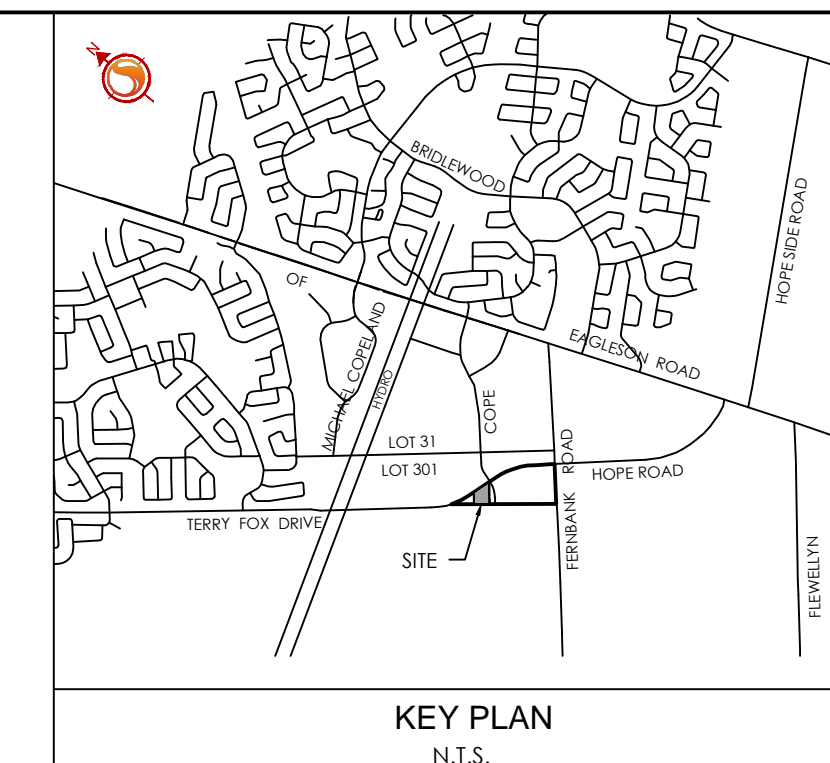 N
BRIDLEWOOD
HOPE SIDE ROAD
OF
MICHAEL COPELAND
HYDRO
EAGLESON ROAD
COPE
LOT 31
LOT 301
FERNBANK ROAD
HOPE ROAD
TERRY FOX DRIVE
SITE
FLEWELLYN
KEY PLAN
N.T.S.